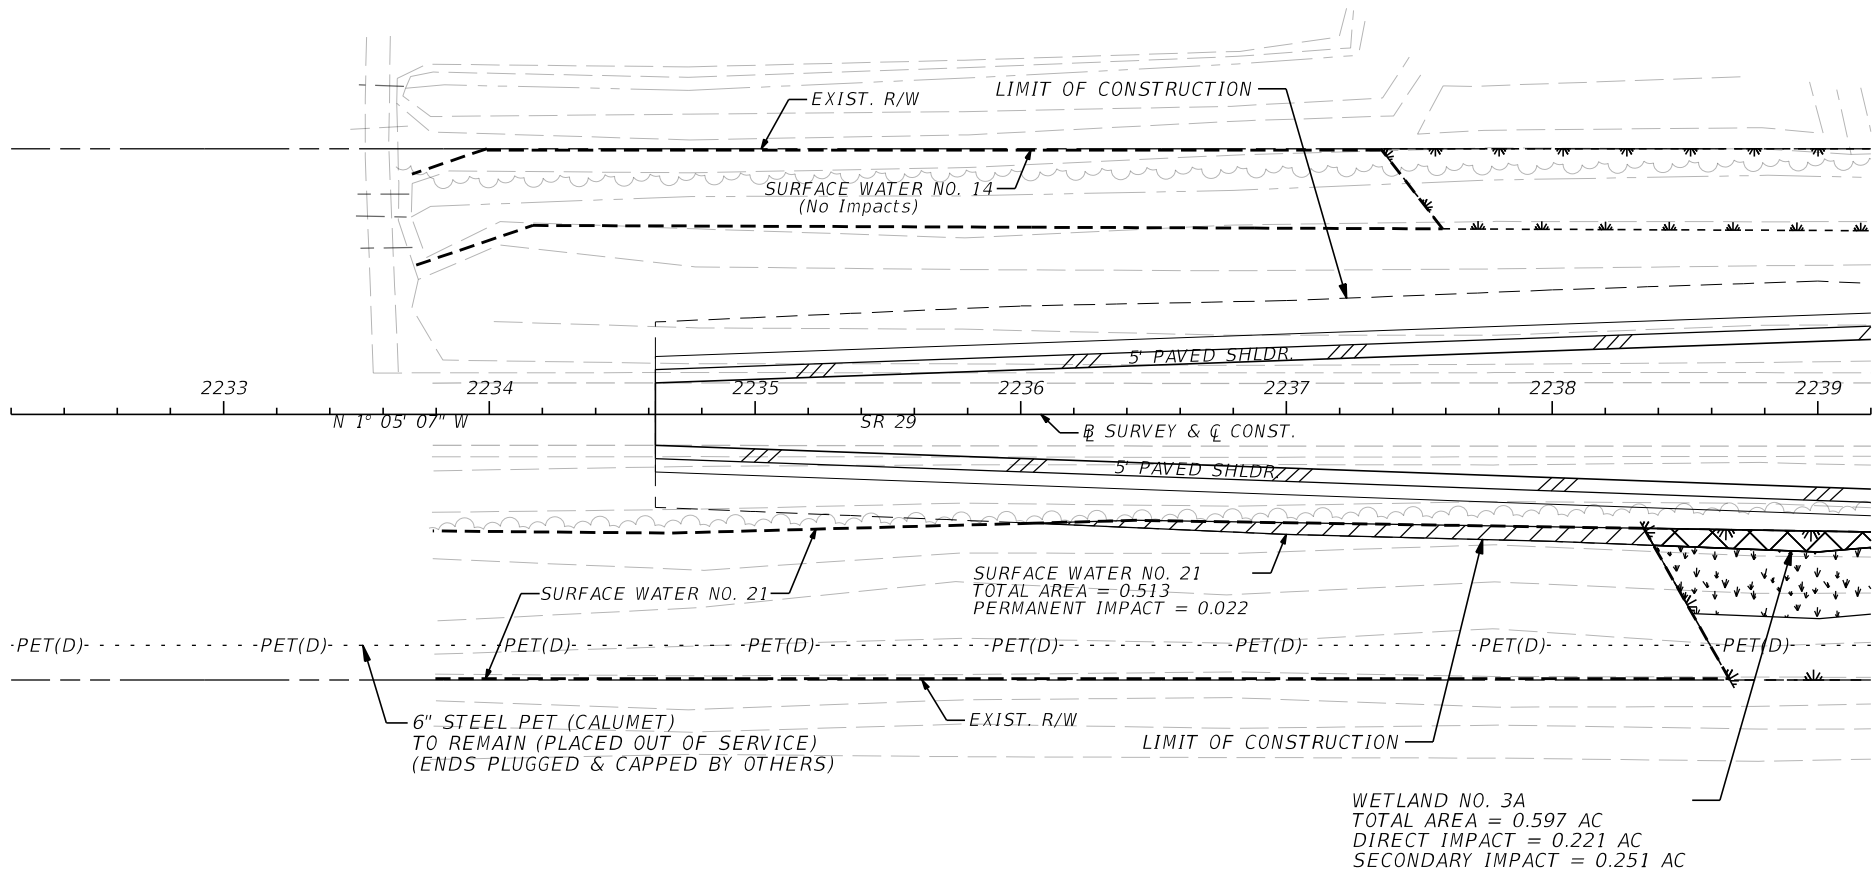 LIMIT OF CONSTRUCTION
EXIST. R/W
SURFACE WATER NO. 14
(No Impacts)
5' PAVED SHLDR.
2233 2234 2235 2236 2237 2238 2239
N 1° 05' 07" W
SR 29
B SURVEY & C CONST.
5' PAVED SHLDR.
SURFACE WATER NO. 21
SURFACE WATER NO. 21
TOTAL AREA = 0.513
PERMANENT IMPACT = 0.022
PET(D) PET(D) PET(D) PET(D) PET(D) PET(D) PET(D) PET(D)
6" STEEL PET (CALUMET)
TO REMAIN (PLACED OUT OF SERVICE)
(ENDS PLUGGED & CAPPED BY OTHERS)
EXIST. R/W
LIMIT OF CONSTRUCTION
WETLAND NO. 3A
TOTAL AREA = 0.597 AC
DIRECT IMPACT = 0.221 AC
SECONDARY IMPACT = 0.251 AC